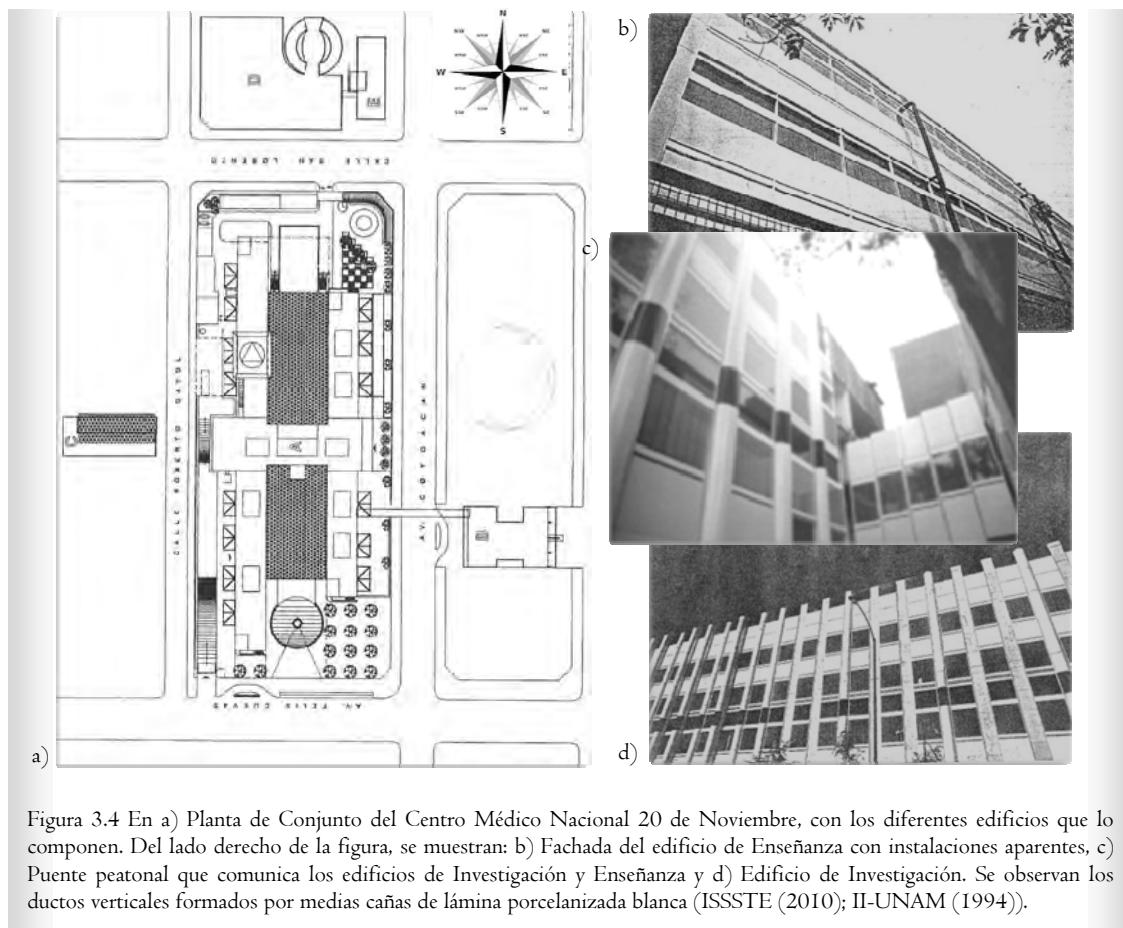 b)
N
W
E
S
CALLE SAN LORENZO
c)
C
A
AV. COYOACAN
AV. FELIX CUEVAS
a)
d)
Figura 3.4 En a) Planta de Conjunto del Centro Médico Nacional 20 de Noviembre, con los diferentes edificios que lo
componen. Del lado derecho de la figura, se muestran: b) Fachada del edificio de Enseñanza con instalaciones aparentes, c)
Puente peatonal que comunica los edificios de Investigación y Enseñanza y d) Edificio de Investigación. Se observan los
ductos verticales formados por medias cañas de lámina porcelanizada blanca (ISSSTE (2010); II-UNAM (1994)).